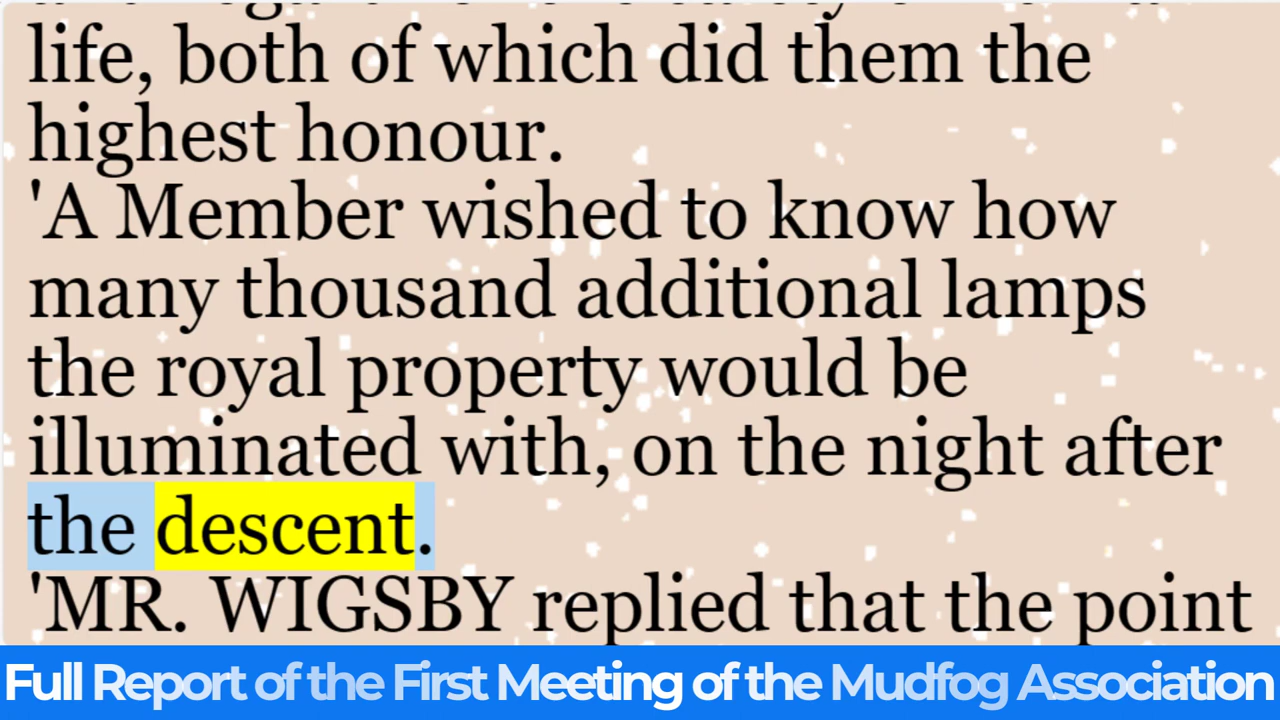 life, both of which did them the
highest honour.
'A Member wished to know how
many thousand additional lamps
the royal property would be
illuminated with, on the night after
the descent.
'MR. WIGSBY replied that the point
Full Report of the First Meeting of the Mudfog Association